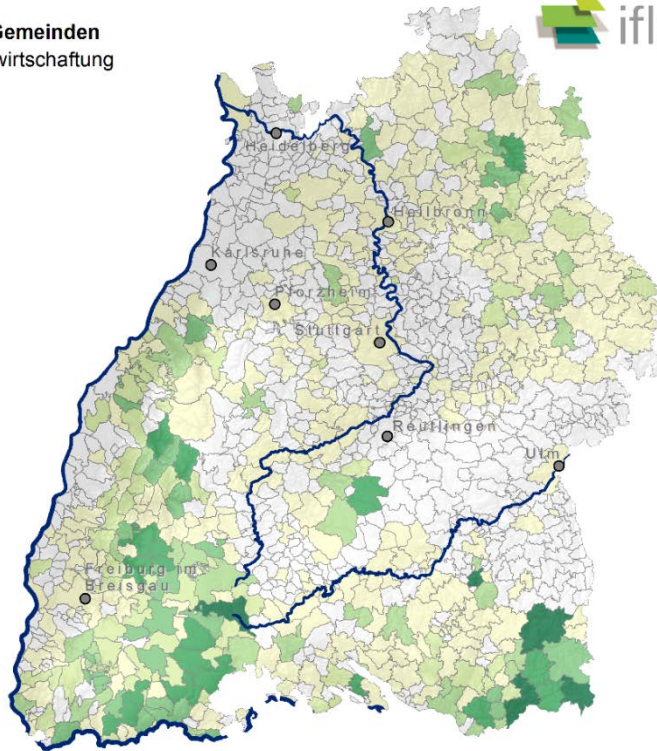 Gemeinden
wirtschaftung
ifl
Heidelberg
Heilbronn
Karlsruhe
Pforzheim
Stuttgart
Reutlingen
Ulm
Freiburg im
Breisgau